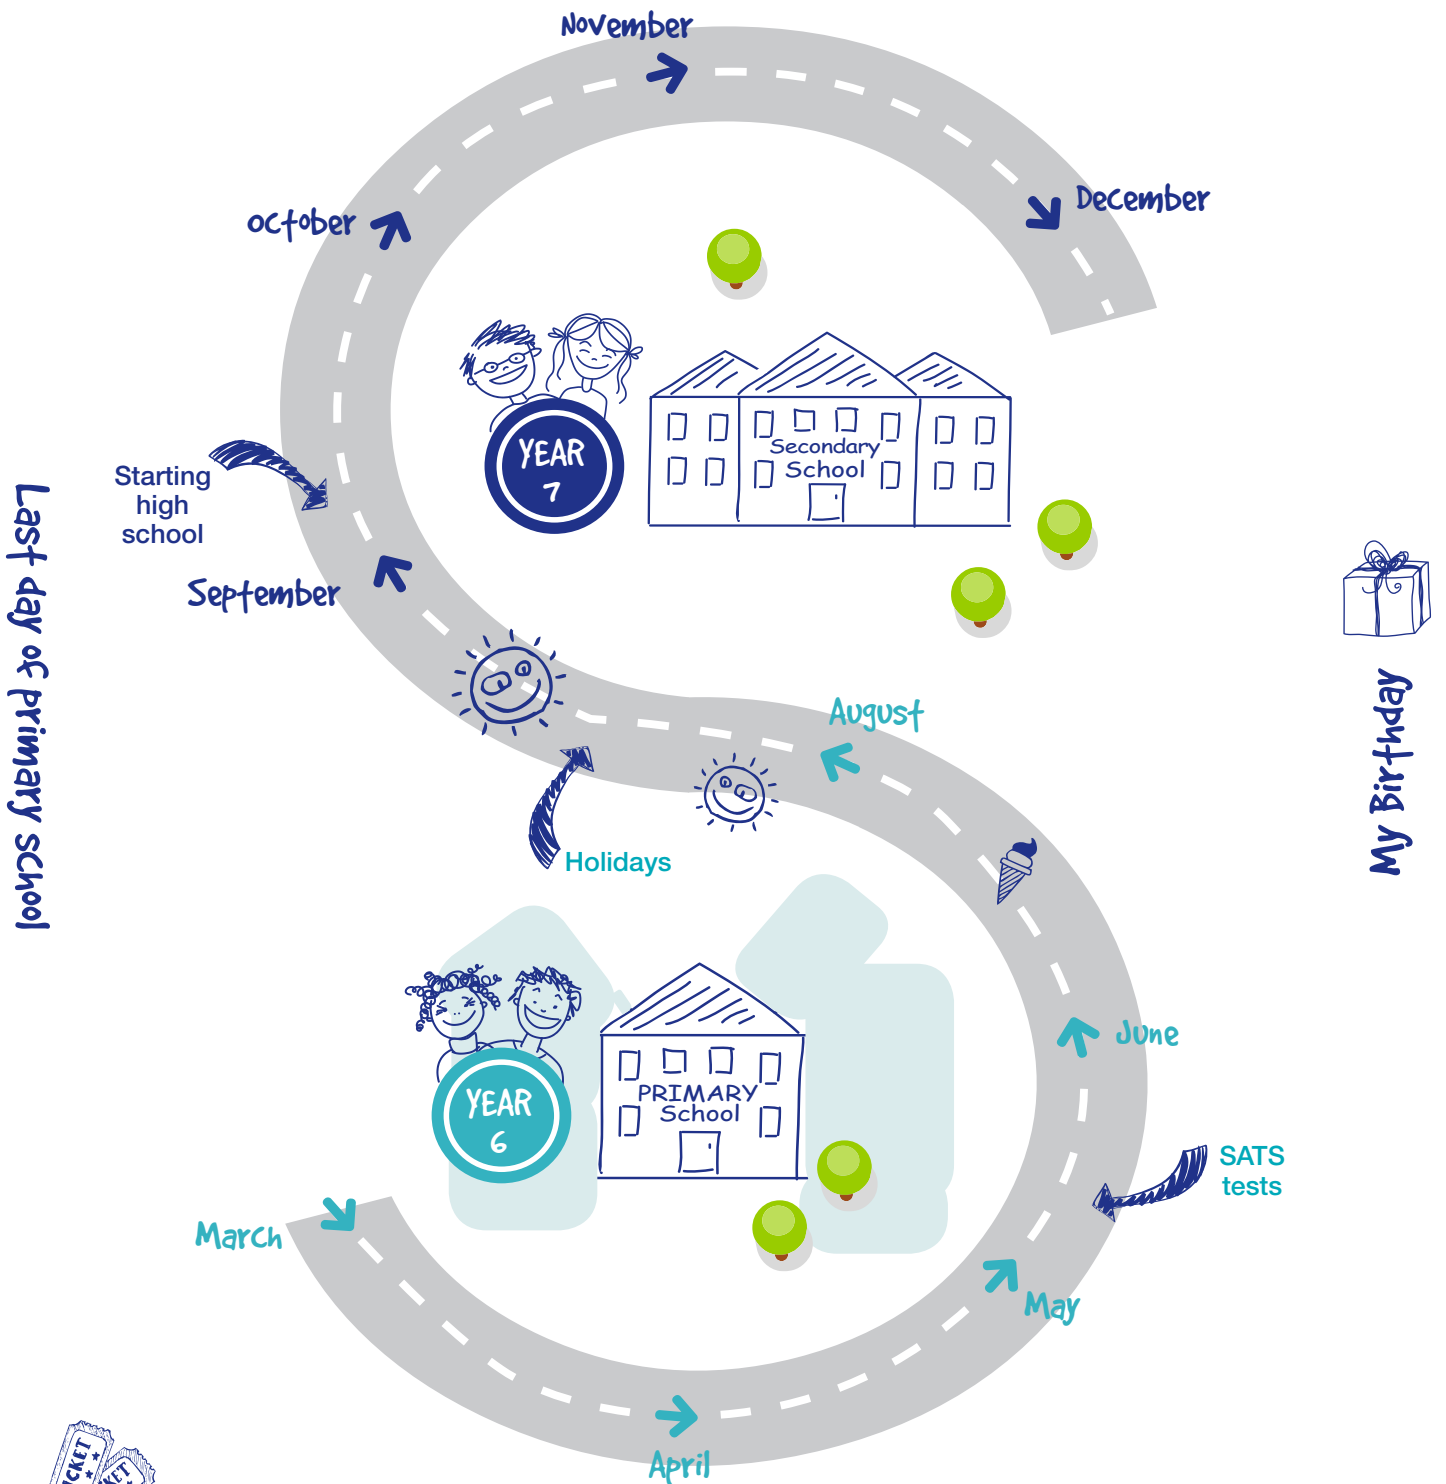 November
December
October
YEAR
7
Secondary
School
Starting
high
school
September
Last day of primary school
My Birthday
August
Holidays
YEAR
6
PRIMARY
School
June
SATS
tests
March
May
April